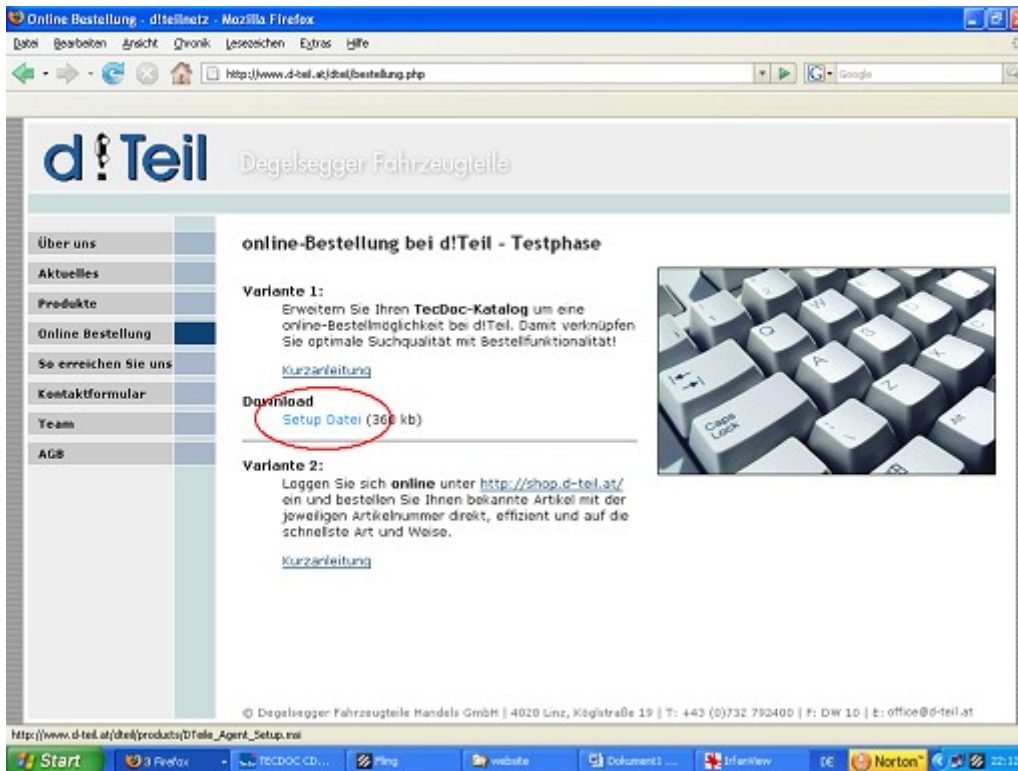 Online Bestellung - d!teilnetz - Mozilla Firefox
Datei Bearbeiten Ansicht Chronik Lesezeichen Extras Hilfe
http://www.d-teil.at/dteil/bestellung.php
Google
d!Teil Degelsegger Fahrzeugteile
Über uns
Aktuelles
Produkte
Online Bestellung
So erreichen Sie uns
Kontaktformular
Team
AGB
online-Bestellung bei d!Teil - Testphase
Variante 1:
Erweitern Sie Ihren TecDoc-Katalog um eine
online-Bestellmöglichkeit bei d!Teil. Damit verknüpfen
Sie optimale Suchqualität mit Bestellfunktionalität!
Kurzanleitung
Download
Setup Datei (360 kb)
Variante 2:
Loggen Sie sich online unter http://shop.d-teil.at/
ein und bestellen Sie Ihnen bekannte Artikel mit der
jeweiligen Artikelnummer direkt, effizient und auf die
schnellste Art und Weise.
Kurzanleitung
Caps Lock
Q
W
A
Z
X
Alt
© Degelsegger Fahrzeugteile Handels GmbH | 4020 Linz, Köglstraße 19 | T: +43 (0)732 792400 | F: DW 10 | E: office@d-teil.at
http://www.d-teil.at/dteil/products/DTeile_Agent_Setup.msi
Start 3 Firefox TECDOC CD... Ping website Dokument1 ... IrfanView DE Norton 22:12